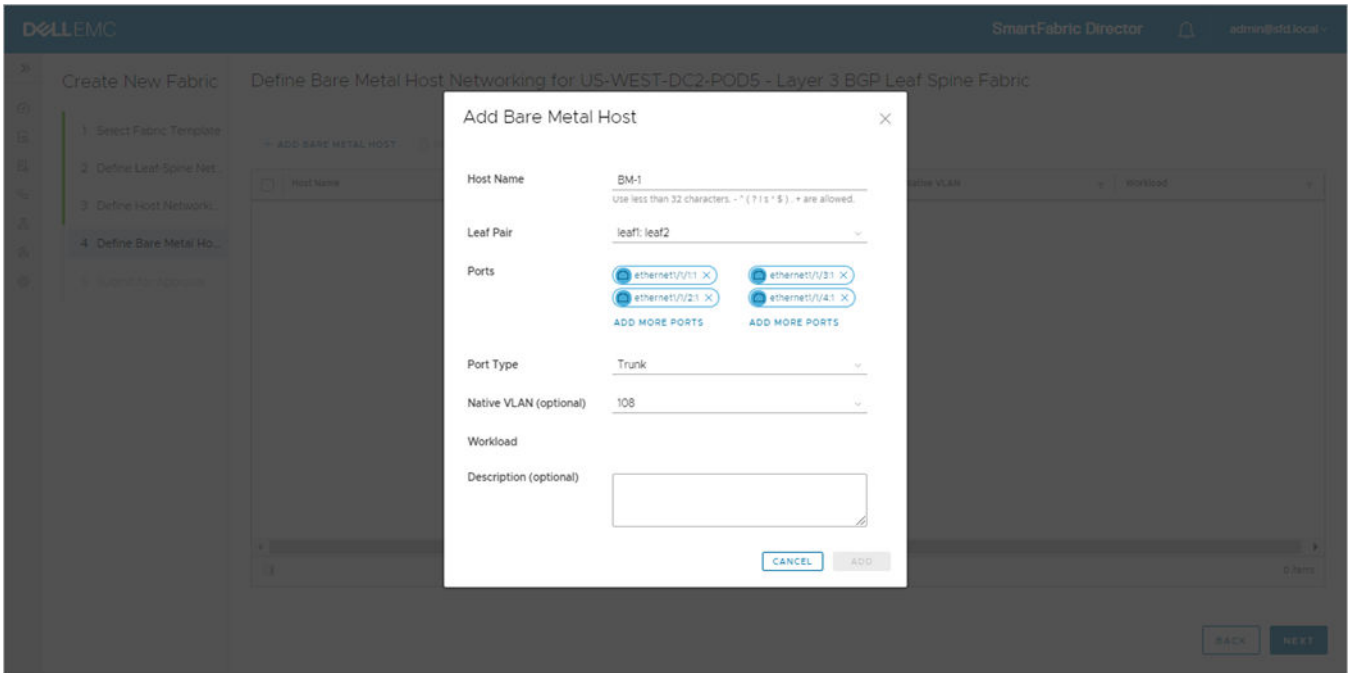 DELLEMC
SmartFabric Director
admin@sfd.local
Create New Fabric
Define Bare Metal Host Networking for US-WEST-DC2-POD5 - Layer 3 BGP Leaf Spine Fabric
1 Select Fabric Template
2 Define Leaf-Spine Net...
3 Define Host Networki...
4 Define Bare Metal Ho...
+ ADD BARE METAL HOST
Host Name
Native VLAN
Workload
Add Bare Metal Host
Host Name
BM-1
Leaf Pair
leaf1: leaf2
Ports
ethernet1/1/1:1
ethernet1/1/3:1
ethernet1/1/2:1
ethernet1/1/4:1
ADD MORE PORTS
ADD MORE PORTS
Port Type
Trunk
Native VLAN (optional)
108
Workload
Description (optional)
CANCEL
ADD
0 items
BACK
NEXT